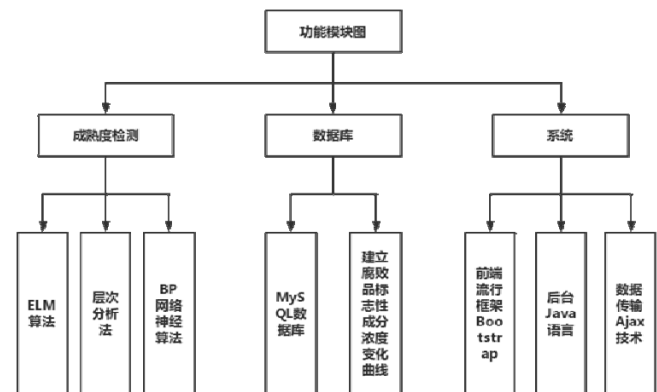 功能模块图
成熟度检测
数据库
系统
ELM
算法
层次
分析
法
BP
网络
神经
算法
MyS
QL数
据库
建立
腐败
品标
志性
成分
浓度
变化
曲线
前端
流行
框架
Boo
tstr
ap
后台
Java
语言
数据
传输
Ajax
技术